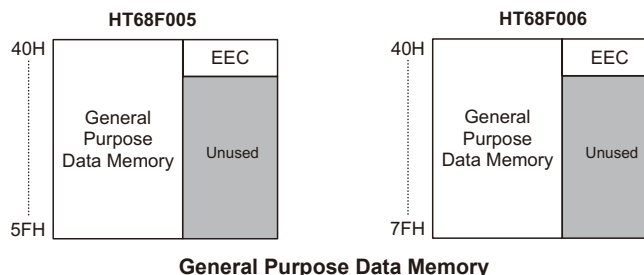 HT68F005
40H
EEC
General
Purpose
Data Memory
Unused
5FH
HT68F006
40H
EEC
General
Purpose
Data Memory
Unused
7FH
General Purpose Data Memory